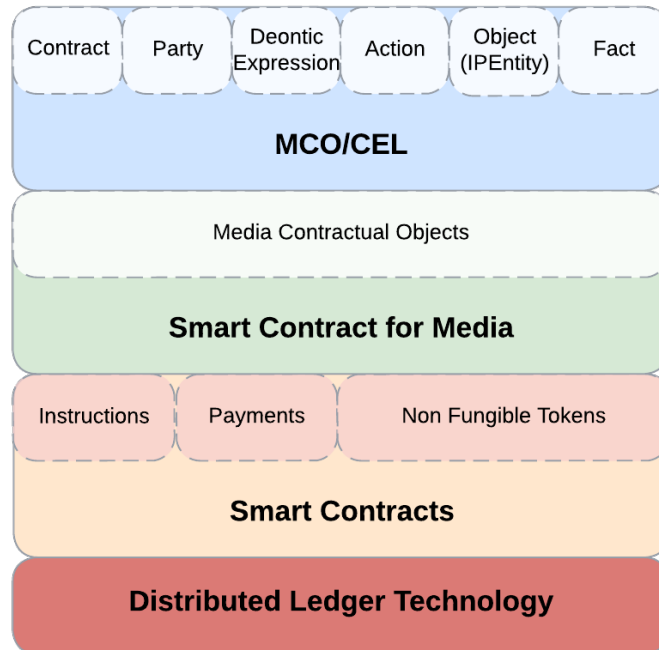 Contract
Party
Deontic
Expression
Action
Object
(IPEntity)
Fact
MCO/CEL
Media Contractual Objects
Smart Contract for Media
Instructions
Payments
Non Fungible Tokens
Smart Contracts
Distributed Ledger Technology